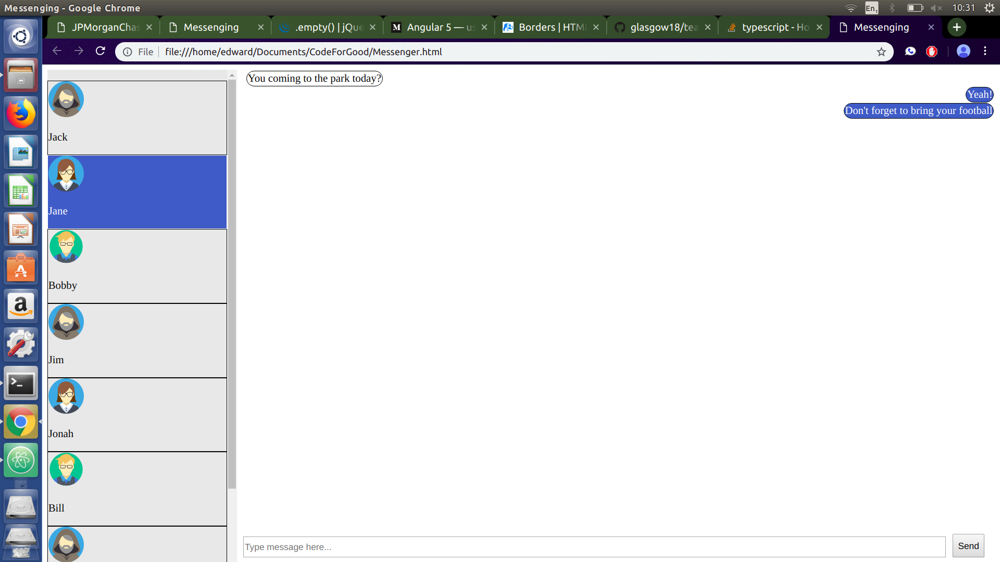 Messenging - Google Chrome
En1
10:31
JPMorganChas
Messenging
.empty() | jQue
Angular 5 — us
Borders | HTML
glasgow18/tea
typescript - Ho
Messenging
File
file:///home/edward/Documents/CodeForGood/Messenger.html
You coming to the park today?
Yeah!
Don't forget to bring your football
Jack
Jane
Bobby
Jim
Jonah
Bill
Type message here...
Send